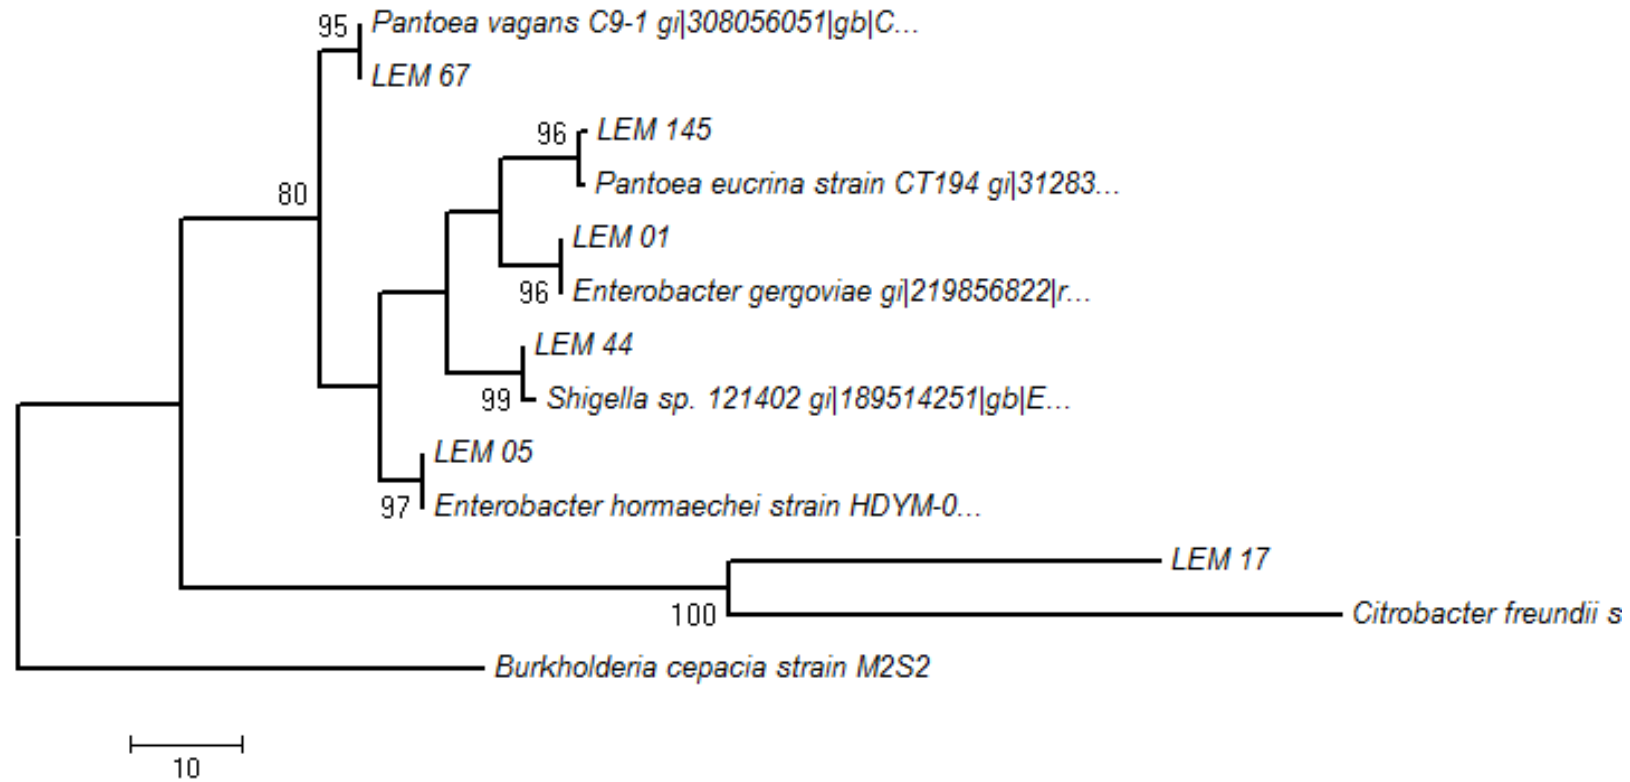 95 Pantoea vagans C9-1 gi|308056051|gb|C...
LEM 67
96 LEM 145
Pantoea eucrina strain CT194 gi|31283...
80
LEM 01
96 Enterobacter gergoviae gi|219856822|r...
LEM 44
99 Shigella sp. 121402 gi|189514251|gb|E...
LEM 05
97 Enterobacter hormaechei strain HDYM-0...
LEM 17
100 Citrobacter freundii s
Burkholderia cepacia strain M2S2
10